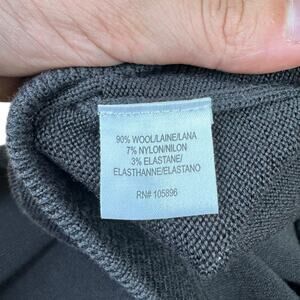 90% WOOL/LAINE/LANA
7% NYLON/NILON
3% ELASTANE/
ELASTHANNE/ELASTANO
RN# 105896